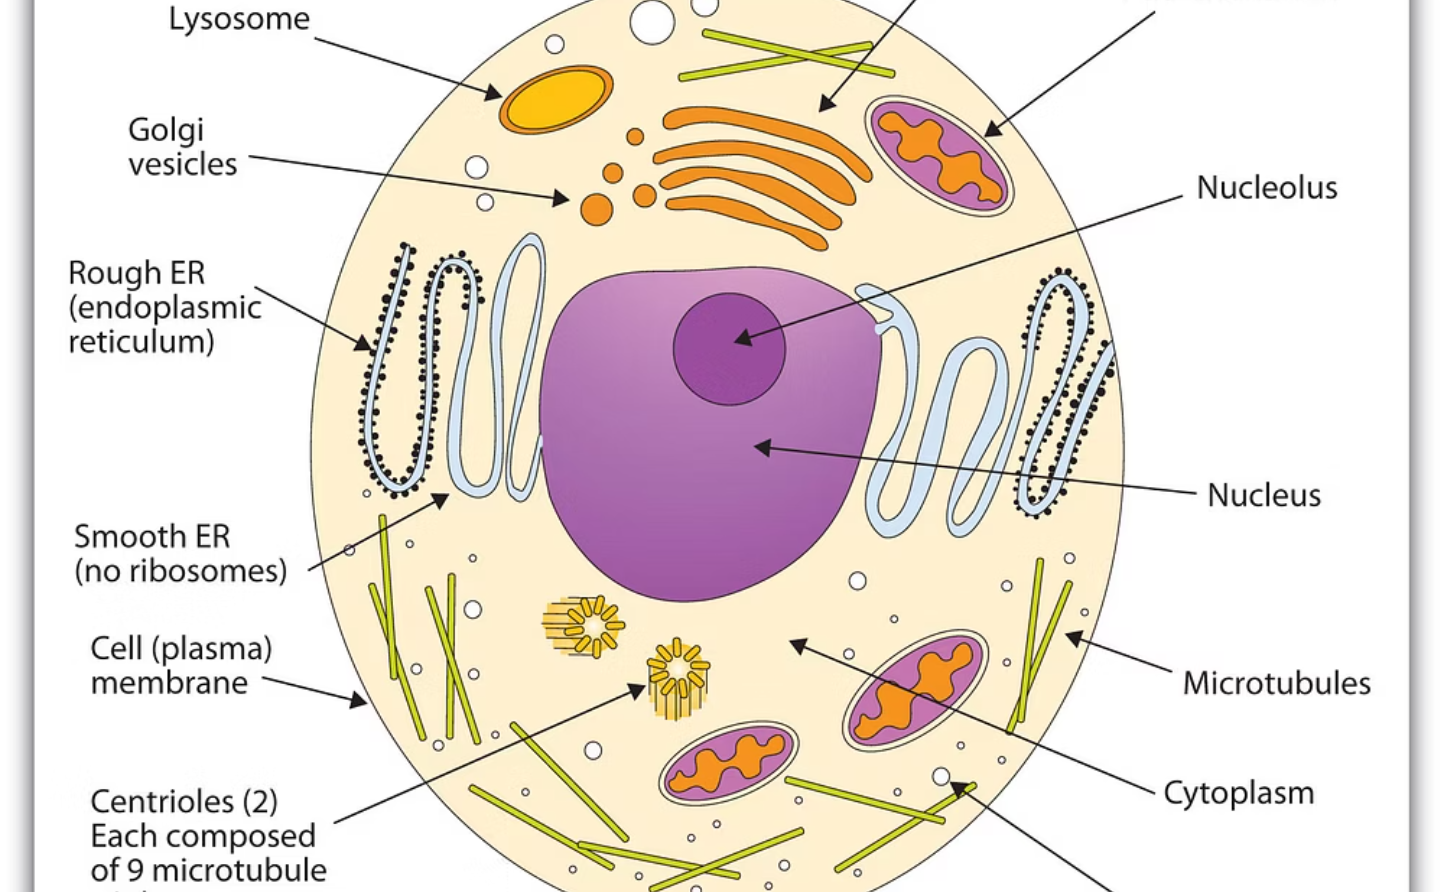 Lysosome
Golgi
vesicles
Rough ER
(endoplasmic
reticulum)
Smooth ER
(no ribosomes)
Cell (plasma)
membrane
Centrioles (2)
Each composed
of 9 microtubule
Nucleolus
Nucleus
Microtubules
Cytoplasm